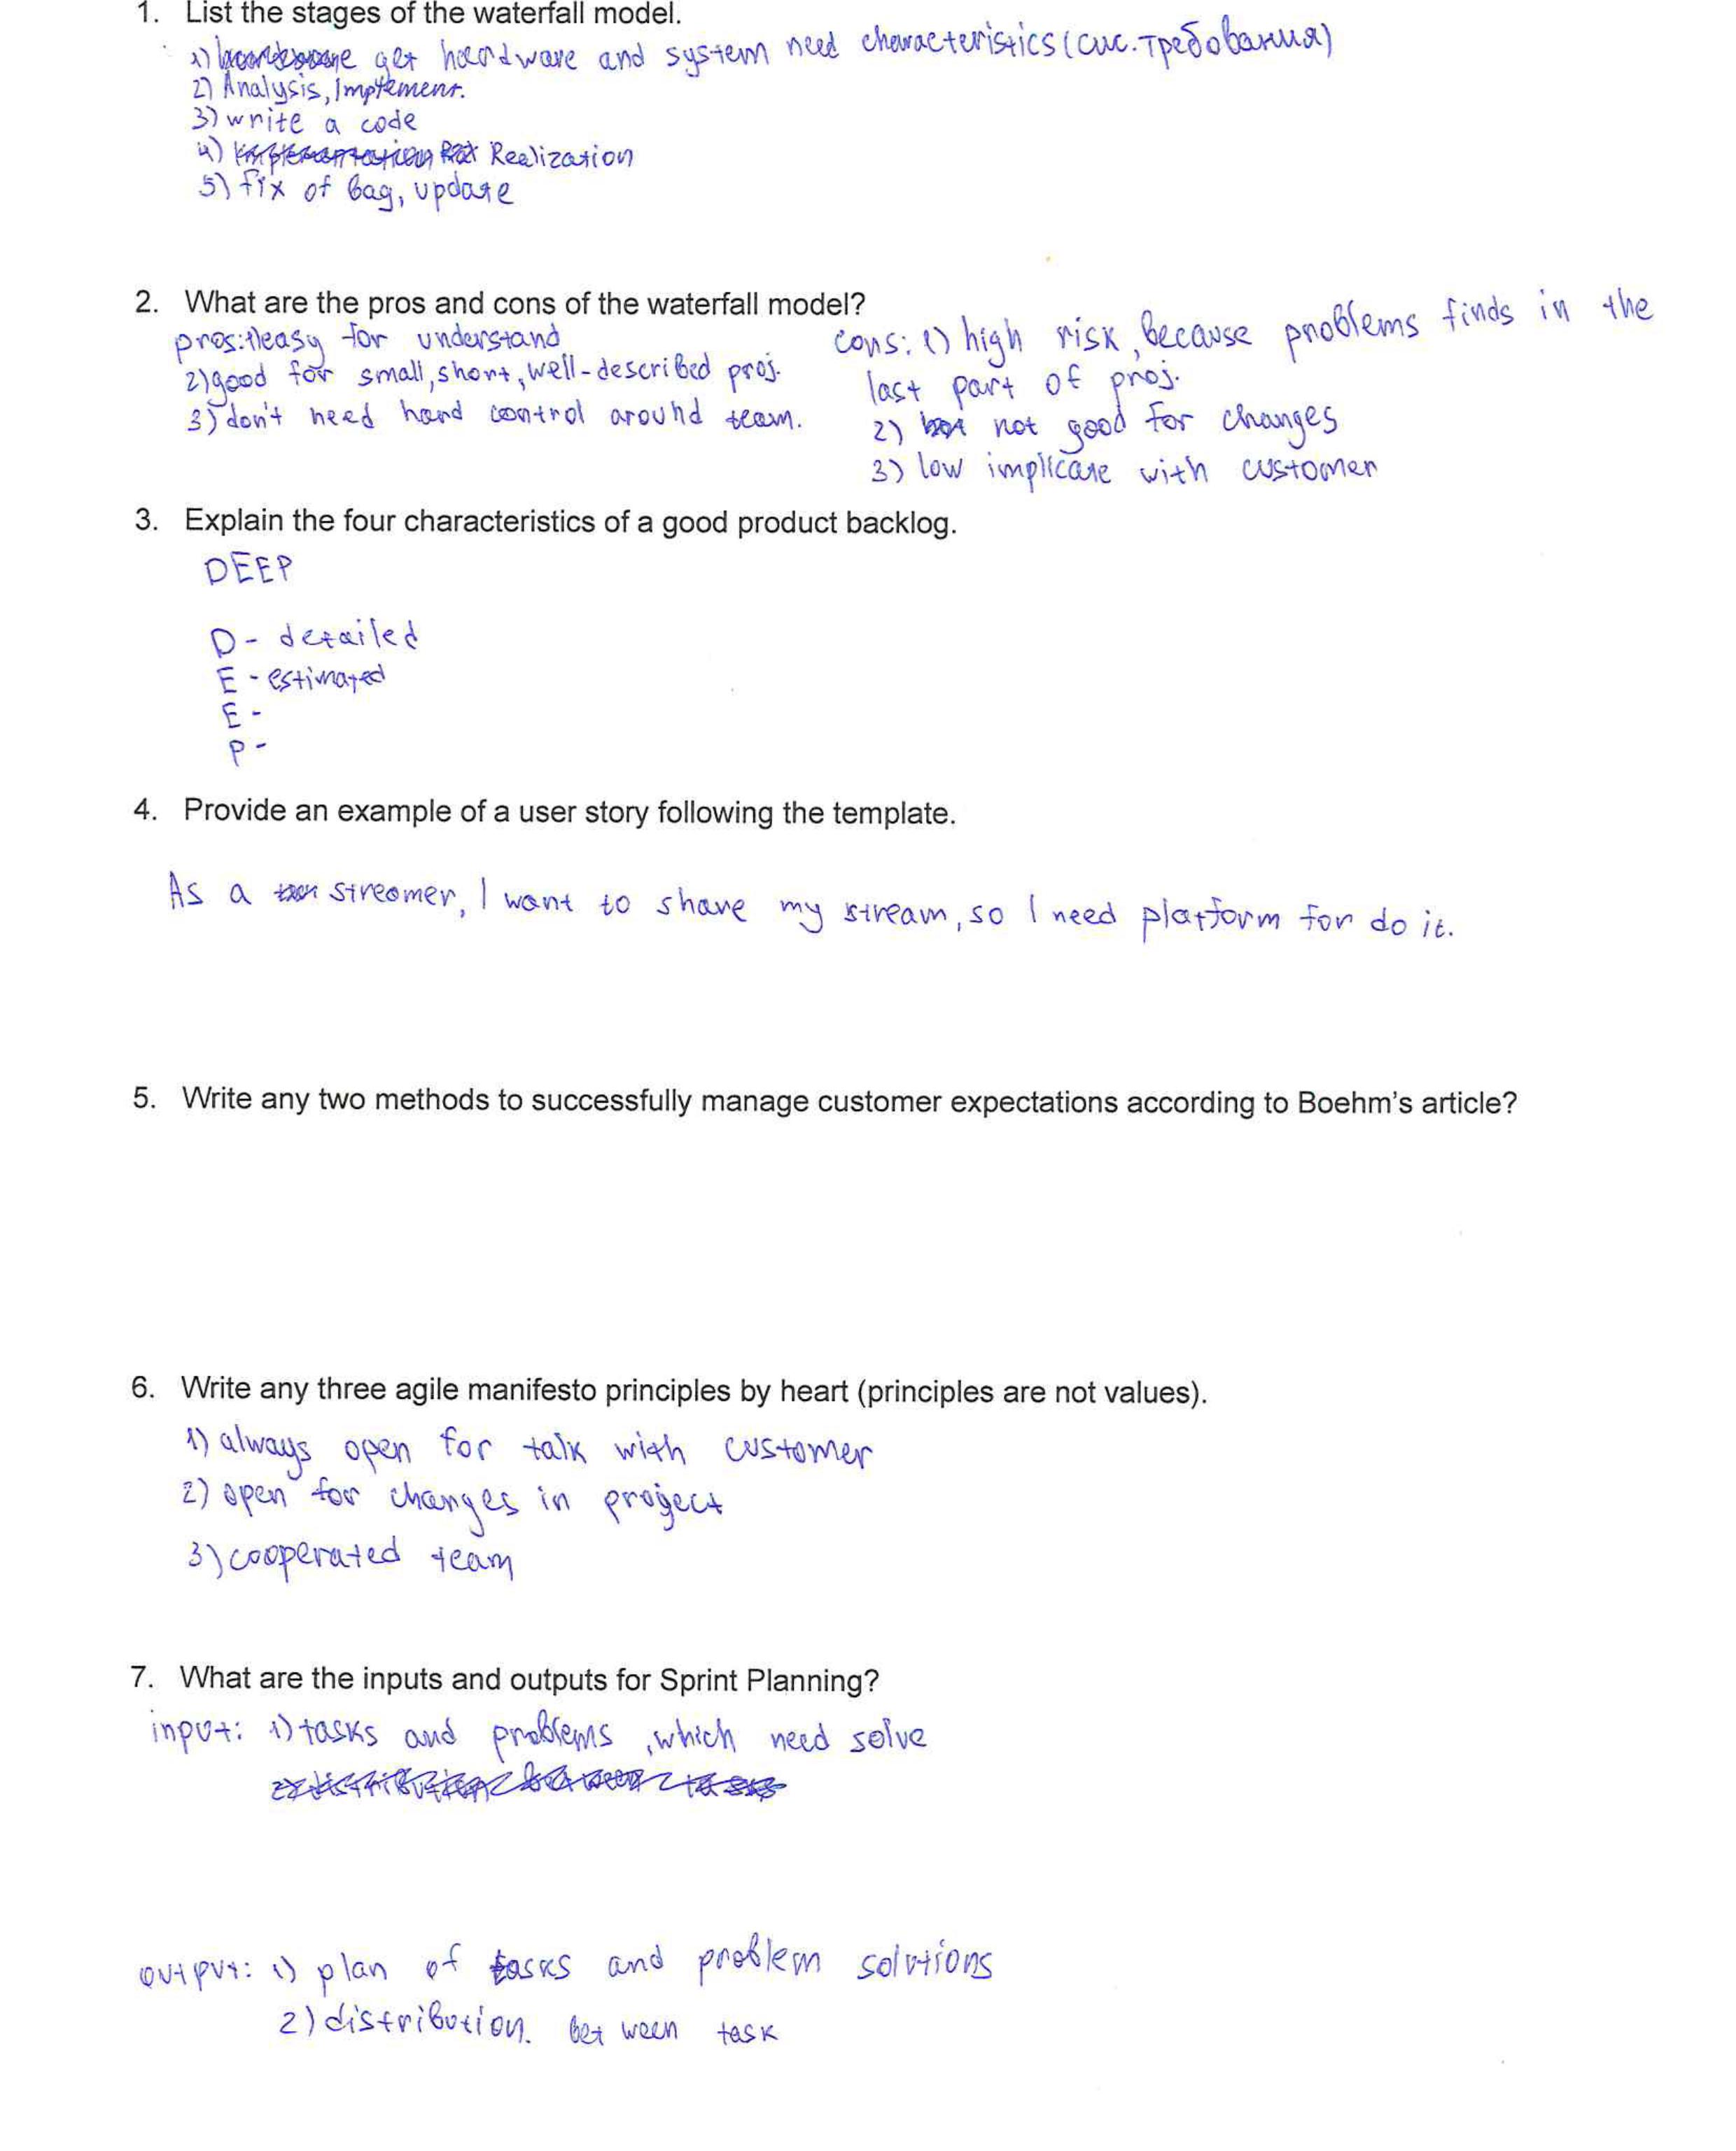 1. List the stages of the waterfall model.
1) get hardware and system need characteristics (сис. требования)
2) Analysis, Implement.
3) write a code
4) Realization
5) fix of bag, update
2. What are the pros and cons of the waterfall model?
pros: 1) easy for understand
2) good for small, short, well-described proj.
3) don't need hard control around team.
cons: 1) high risk, because problems finds in the
last part of proj.
2) not good for changes
3) low implicate with customer
3. Explain the four characteristics of a good product backlog.
DEEP
D - detailed
E - estimated
E -
P -
4. Provide an example of a user story following the template.
As a streamer, I want to share my stream, so I need platform for do it.
5. Write any two methods to successfully manage customer expectations according to Boehm's article?
6. Write any three agile manifesto principles by heart (principles are not values).
1) always open for talk with customer
2) open for changes in project
3) cooperated team
7. What are the inputs and outputs for Sprint Planning?
input: 1) tasks and problems, which need solve
output: 1) plan of tasks and problem solutions
2) distribution. between task